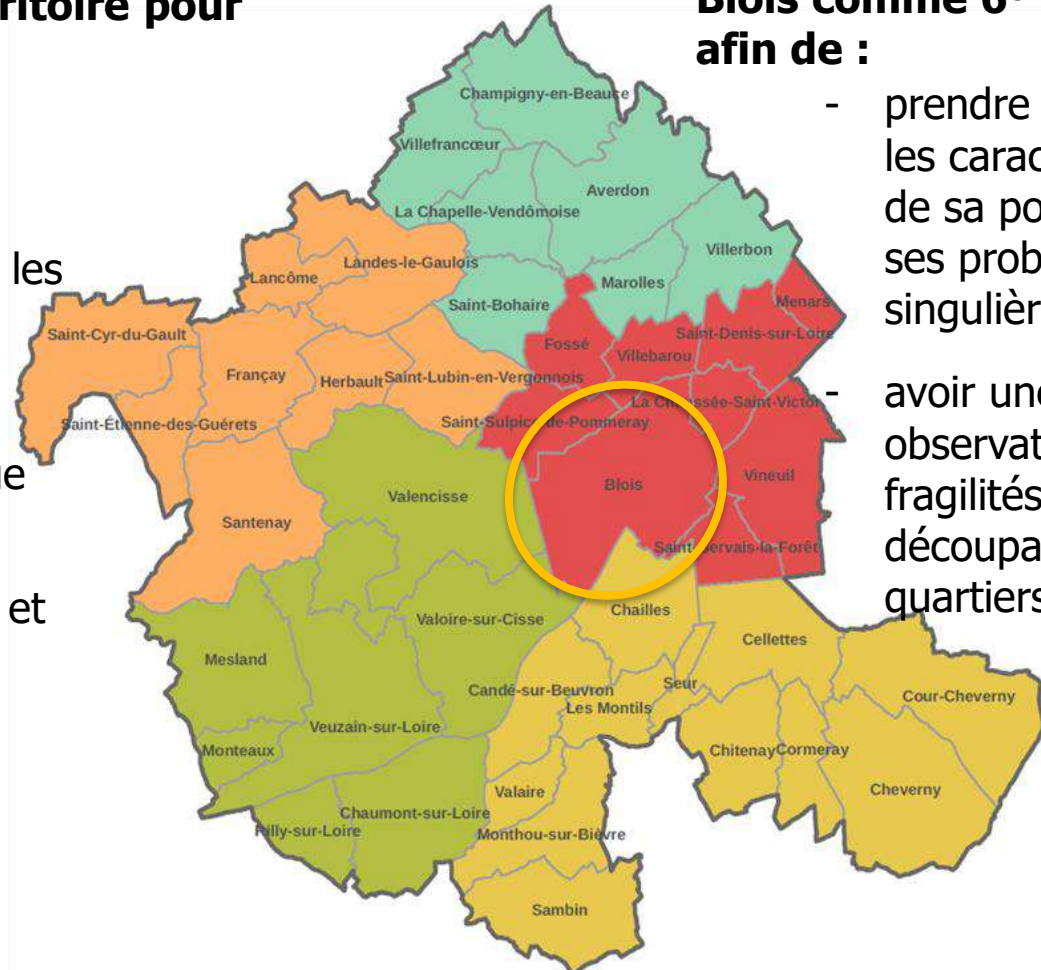 ritoire pour
les
ue
et
Blois comme 6
afin de :
- prendre
les carac
de sa po
ses prob
singulièr
- avoir une
observat
fragilités
découpa
quartiers
Champigny-en-Beauce
Villefrancœur
Averdon
La Chapelle-Vendômoise
Villerbon
Landes-le-Gaulois
Lancôme
Marolles
Menars
Saint-Bohaire
Saint-Cyr-du-Gault
Saint-Denis-sur-Loire
Fossé
Villebarou
Françay
Herbault
Saint-Lubin-en-Vergonnois
La Chaussée-Saint-Victor
Saint-Étienne-des-Guérets
Saint-Sulpice-de-Pommeray
Vineuil
Blois
Valencisse
Santenay
Saint-Gervais-la-Forêt
Chailles
Valloire-sur-Cisse
Cellettes
Mesland
Seur
Candé-sur-Beuvron
Cour-Cheverny
Les Montils
Veuzain-sur-Loire
Monteaux
Chitenay
Cormeray
Cheverny
Valaire
Chaumont-sur-Loire
Rilly-sur-Loire
Monthou-sur-Bièvre
Sambin